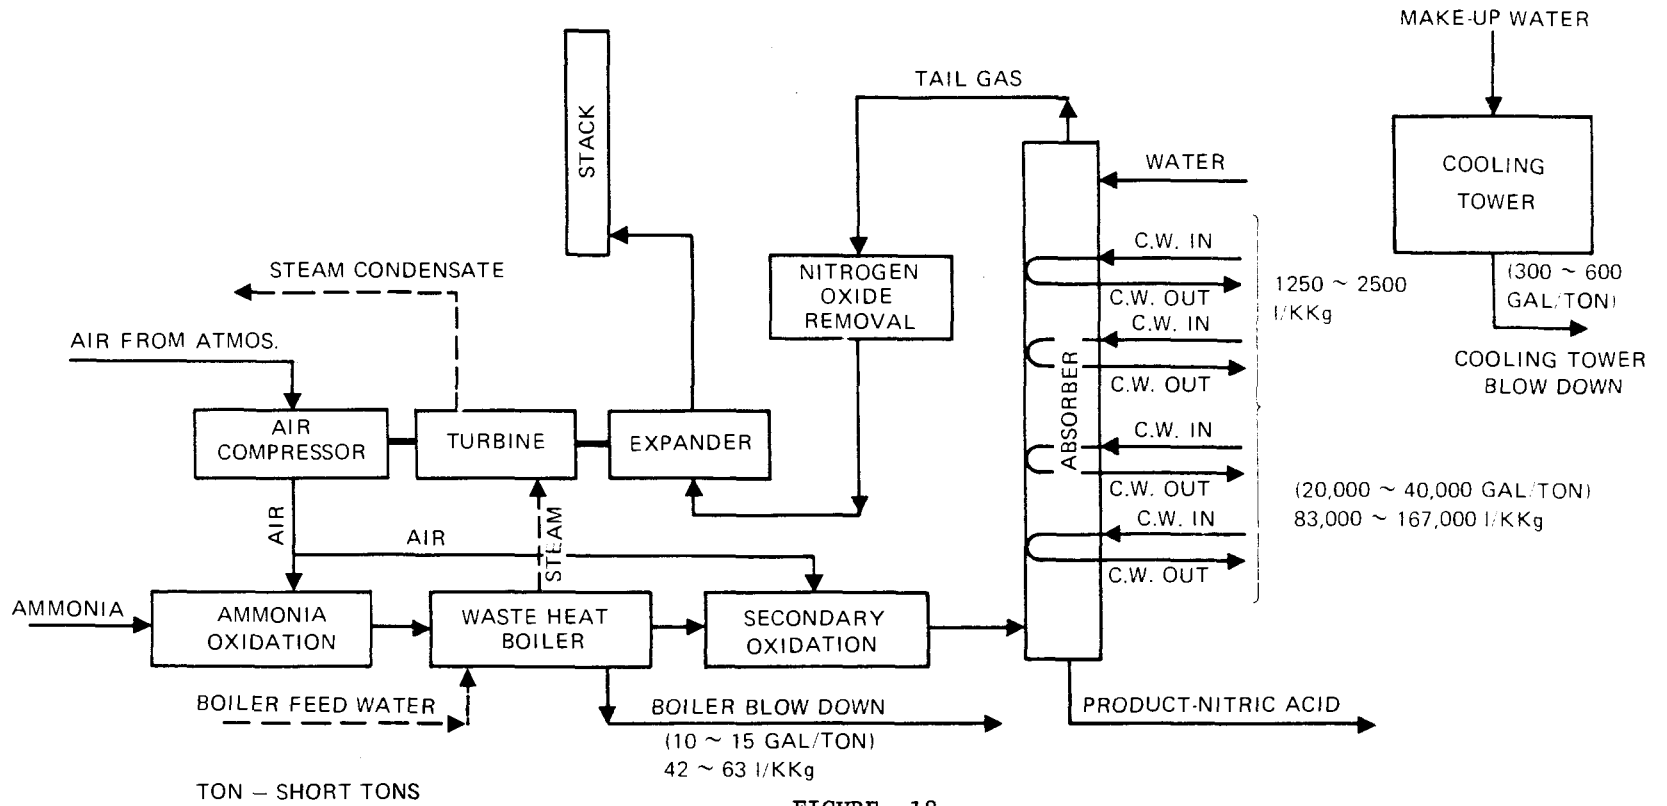 MAKE-UP WATER
TAIL GAS
STACK
WATER
COOLING
TOWER
C.W. IN
C.W. OUT
1250 ~ 2500
l/KKg
(300 ~ 600
GAL/TON)
STEAM CONDENSATE
NITROGEN
OXIDE
REMOVAL
C.W. IN
C.W. OUT
COOLING TOWER
BLOW DOWN
AIR FROM ATMOS.
ABSORBER
AIR
COMPRESSOR
TURBINE
EXPANDER
C.W. IN
C.W. OUT
(20,000 ~ 40,000 GAL/TON)
83,000 ~ 167,000 l/KKg
AIR
AIR
STEAM
C.W. IN
C.W. OUT
AMMONIA
AMMONIA
OXIDATION
WASTE HEAT
BOILER
SECONDARY
OXIDATION
BOILER FEED WATER
BOILER BLOW DOWN
(10 ~ 15 GAL/TON)
42 ~ 63 l/KKg
PRODUCT-NITRIC ACID
TON – SHORT TONS